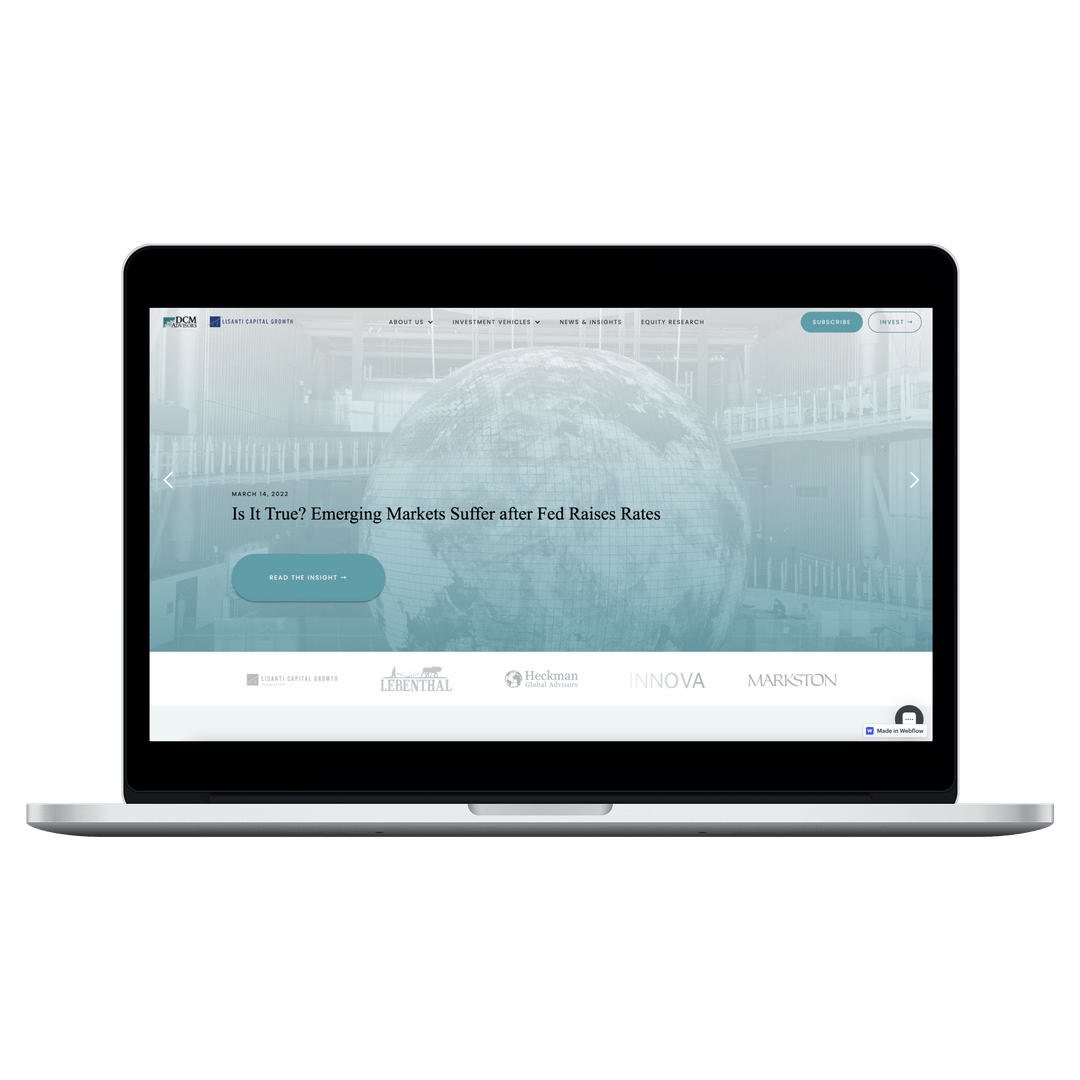 DCM
ADVISORS
LISANTI CAPITAL GROWTH
ABOUT US
INVESTMENT VEHICLES
NEWS & INSIGHTS
EQUITY RESEARCH
SUBSCRIBE
INVEST →
MARCH 14, 2022
Is It True? Emerging Markets Suffer after Fed Raises Rates
READ THE INSIGHT →
LISANTI CAPITAL GROWTH
LEBENTHAL
Heckman
Global Advisors
INNOVA
MARKSTON
W Made in Webflow